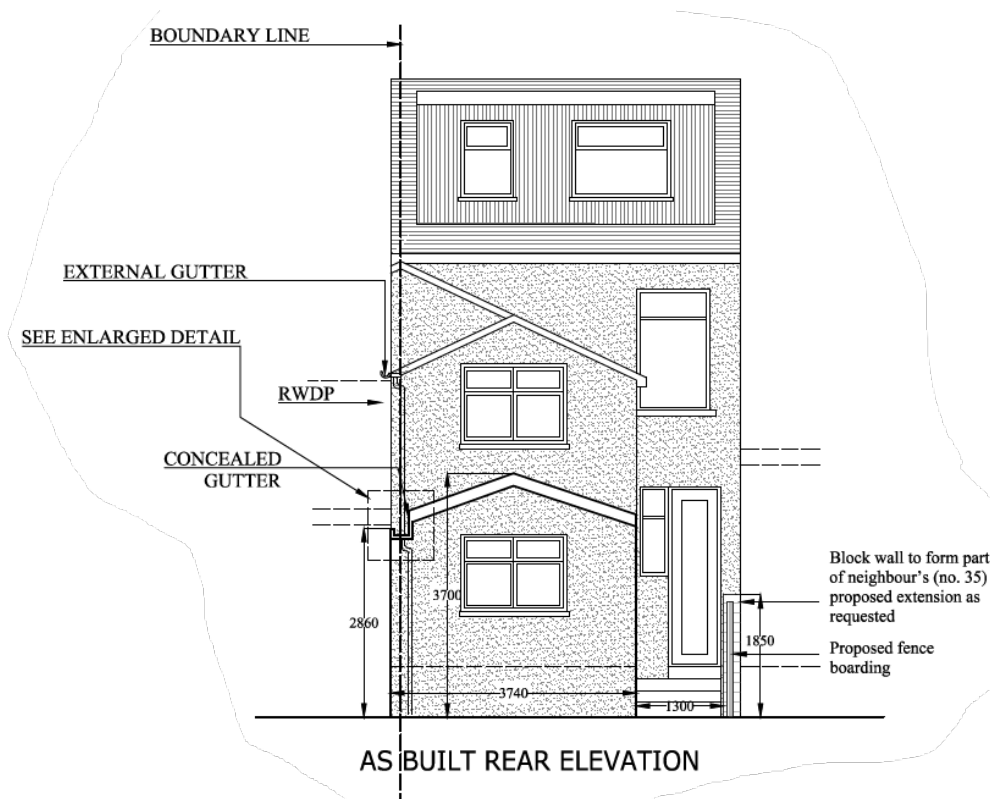 BOUNDARY LINE
EXTERNAL GUTTER
SEE ENLARGED DETAIL
RWDP
CONCEALED
GUTTER
Block wall to form part
of neighbour's (no. 35)
proposed extension as
requested
3700
2860
1850
Proposed fence
boarding
3740
1300
AS BUILT REAR ELEVATION